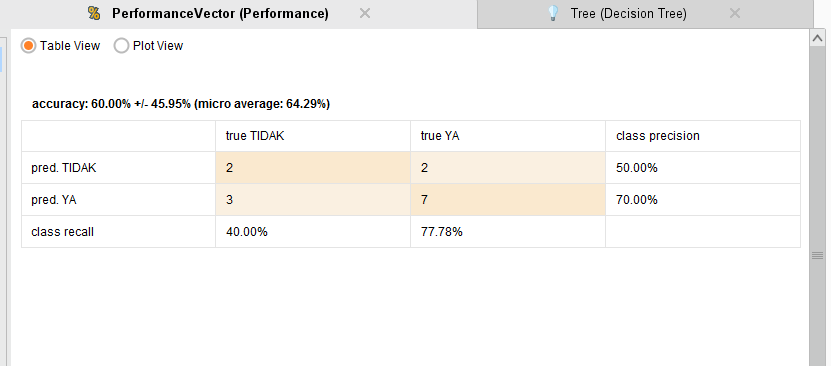 PerformanceVector (Performance)
Tree (Decision Tree)
Table View
Plot View
accuracy: 60.00% +/- 45.95% (micro average: 64.29%)
true TIDAK true YA class precision
pred. TIDAK 2 2 50.00%
pred. YA 3 7 70.00%
class recall 40.00% 77.78%